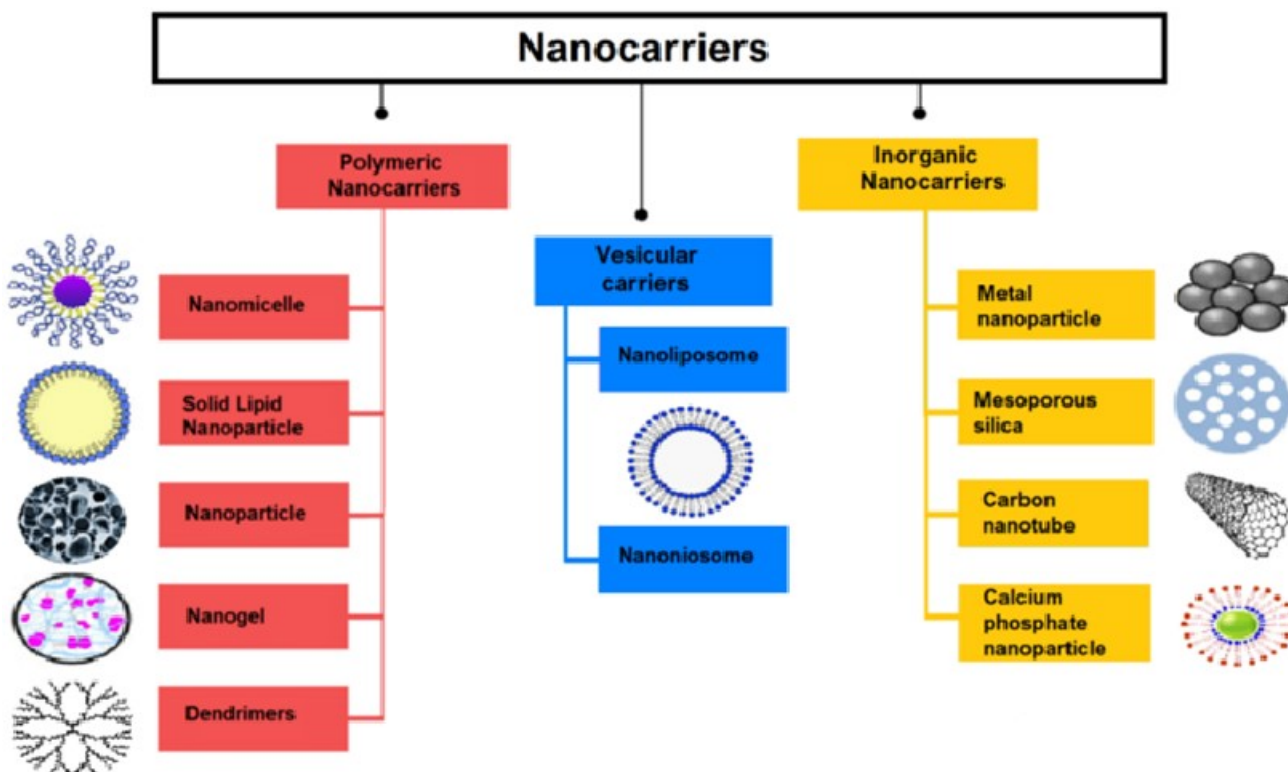 Nanocarriers
Polymeric
Nanocarriers
Nanomicelle
Solid Lipid
Nanoparticle
Nanoparticle
Nanogel
Dendrimers
Vesicular
carriers
Nanoliposome
Nanoniosome
Inorganic
Nanocarriers
Metal
nanoparticle
Mesoporous
silica
Carbon
nanotube
Calcium
phosphate
nanoparticle